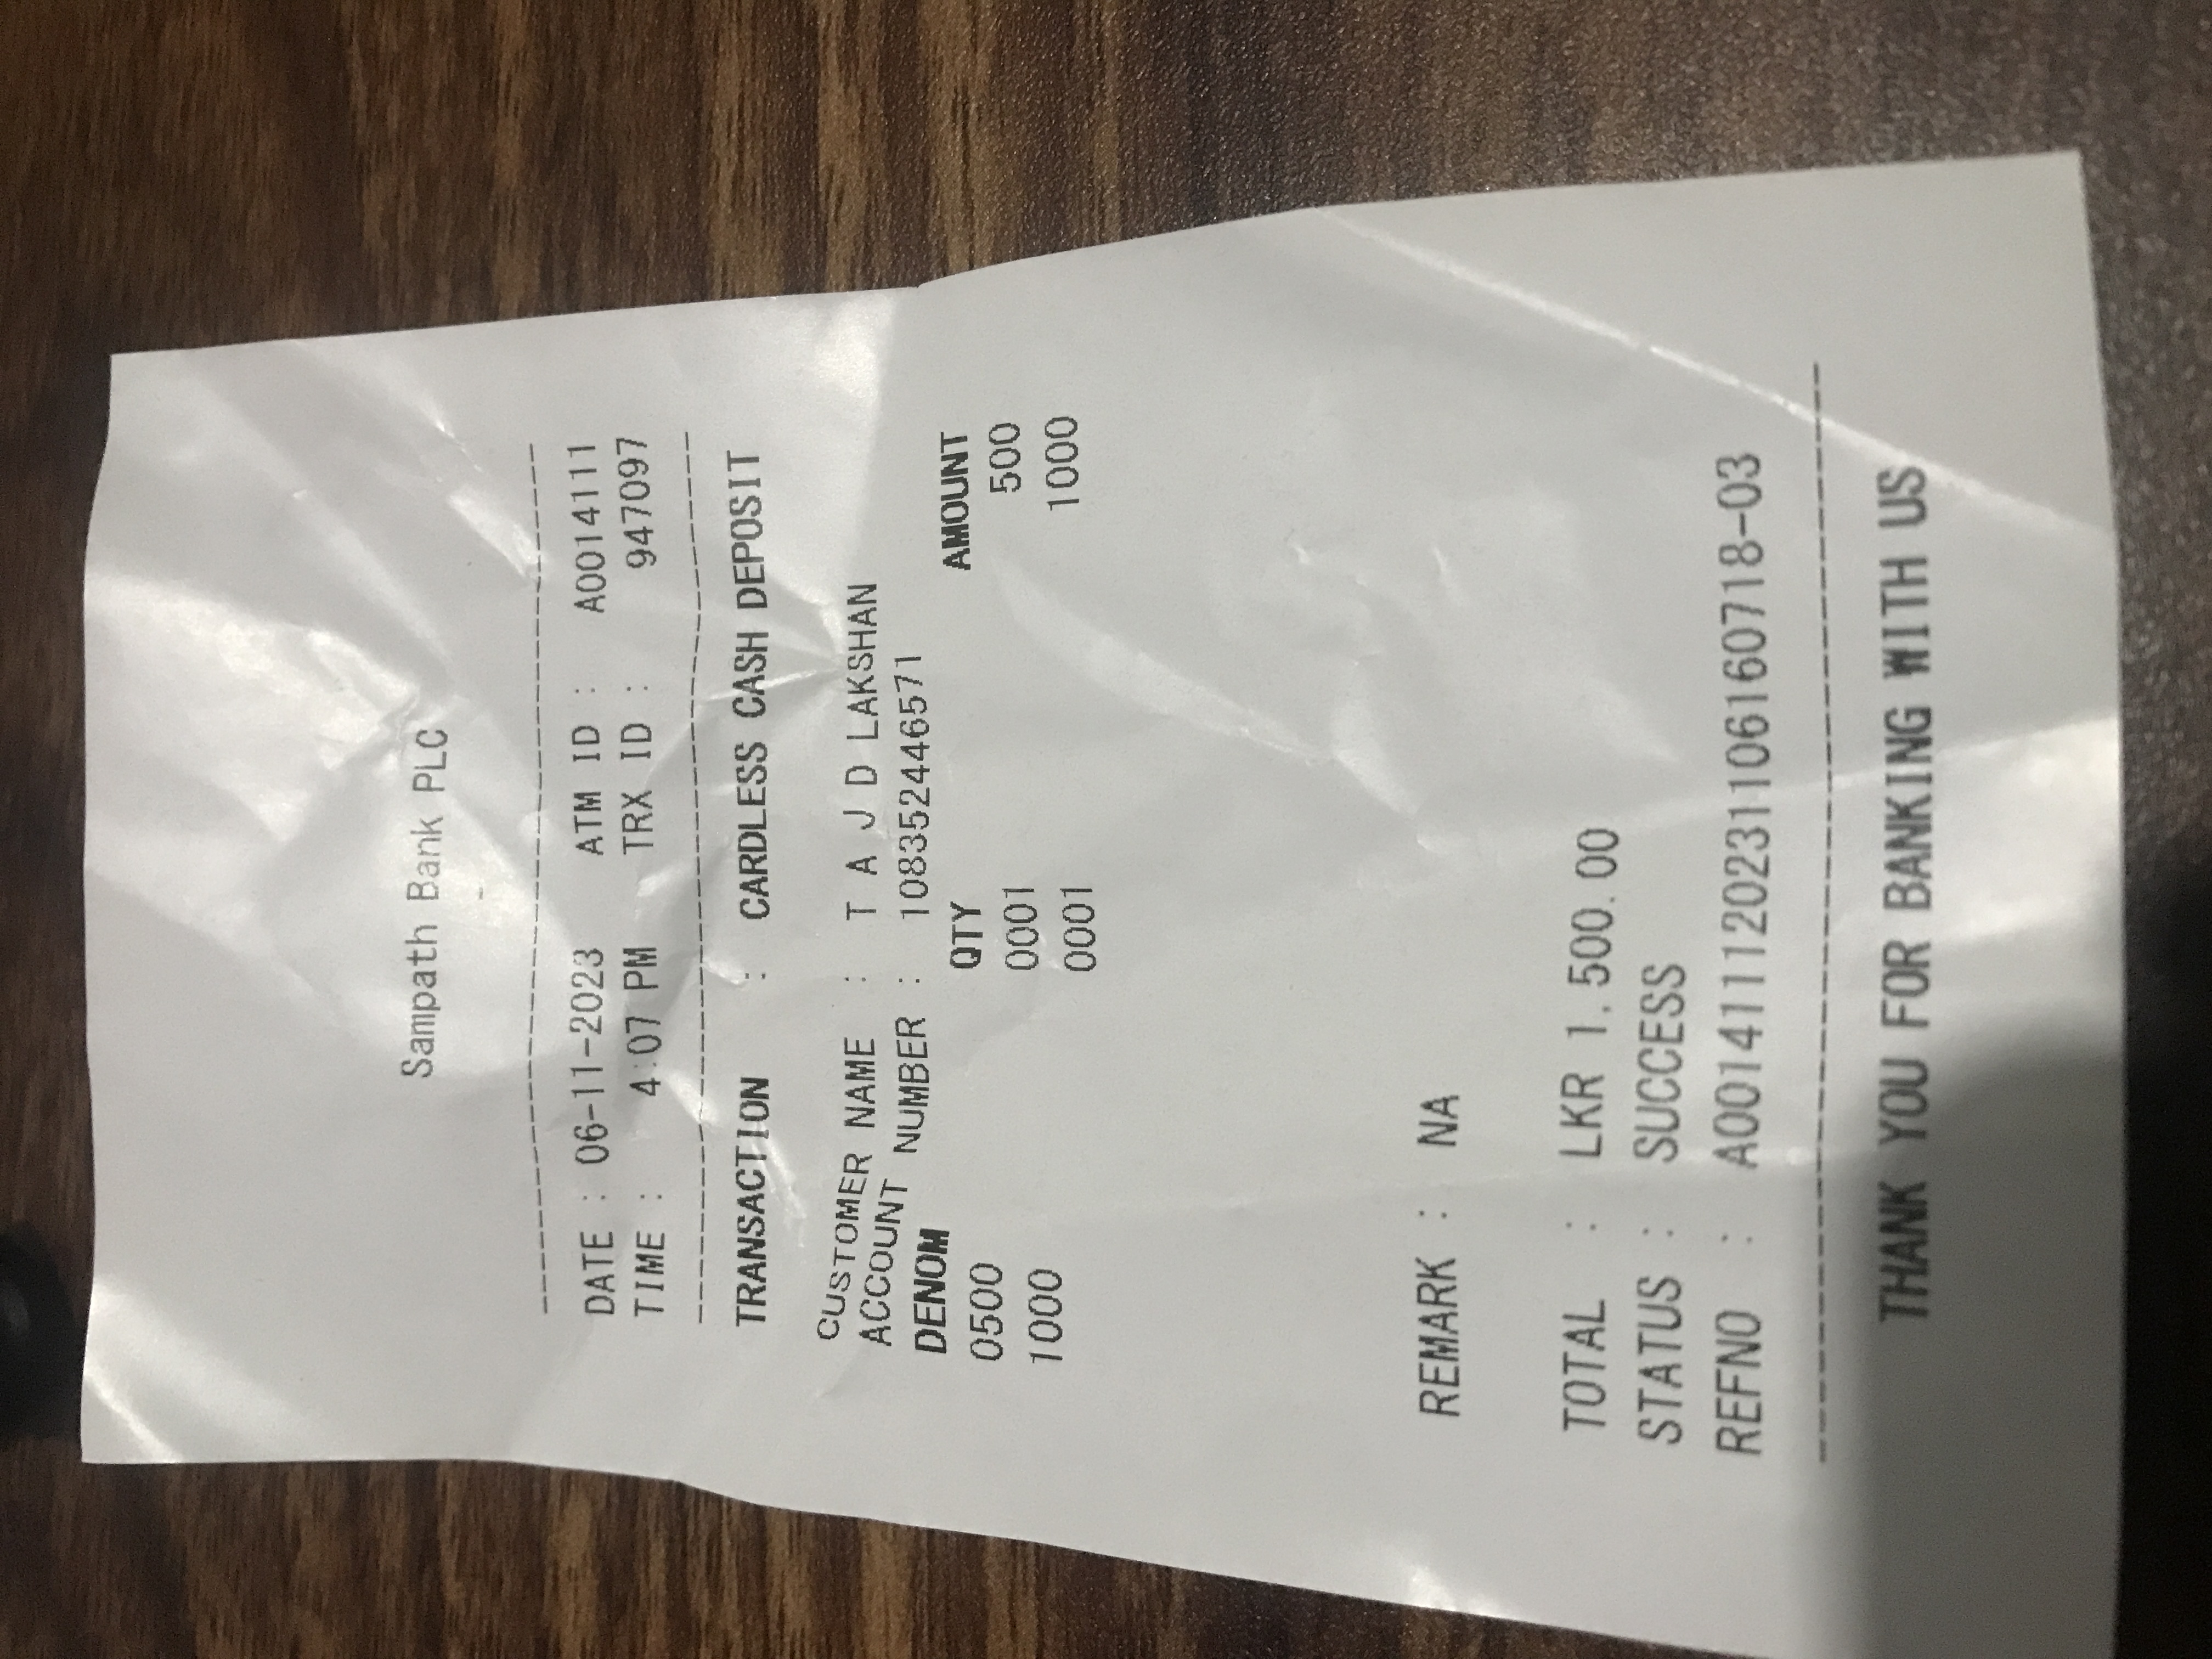 Sampath Bank PLC
-
DATE : 06-11-2023 ATM ID : A0014111
TIME : 4:07 PM TRX ID : 947097
TRANSACTION : CARDLESS CASH DEPOSIT
CUSTOMER NAME : T A J D LAKSHAN
ACCOUNT NUMBER : 108352446571
DENOM QTY AMOUNT
0500 0001 500
1000 0001 1000
REMARK : NA
TOTAL : LKR 1,500.00
STATUS : SUCCESS
REFNO : A001411120231106160718-03
THANK YOU FOR BANKING WITH US